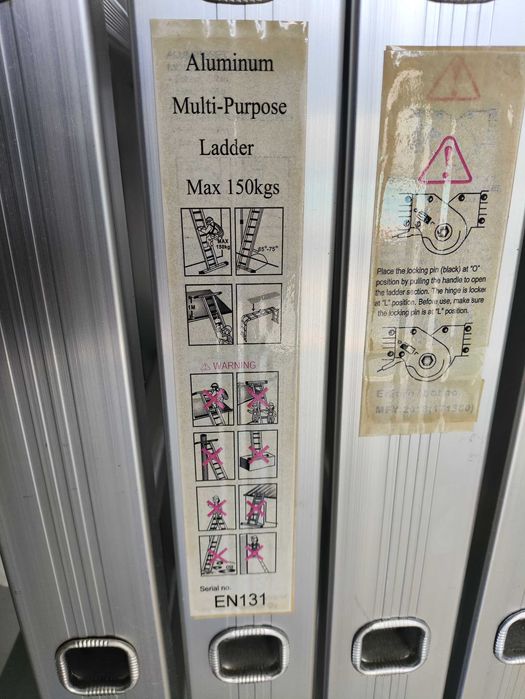 Aluminum
Multi-Purpose
Ladder
Max 150kgs
MAX
150kg
65°-75°
1M
WARNING
Serial no.
EN131
Place the locking pin (black) at "O"
position by pulling the handle to open
the ladder section. The hinge is locker
at "L" position. Before use, make sure
the locking pin is at "L" position.